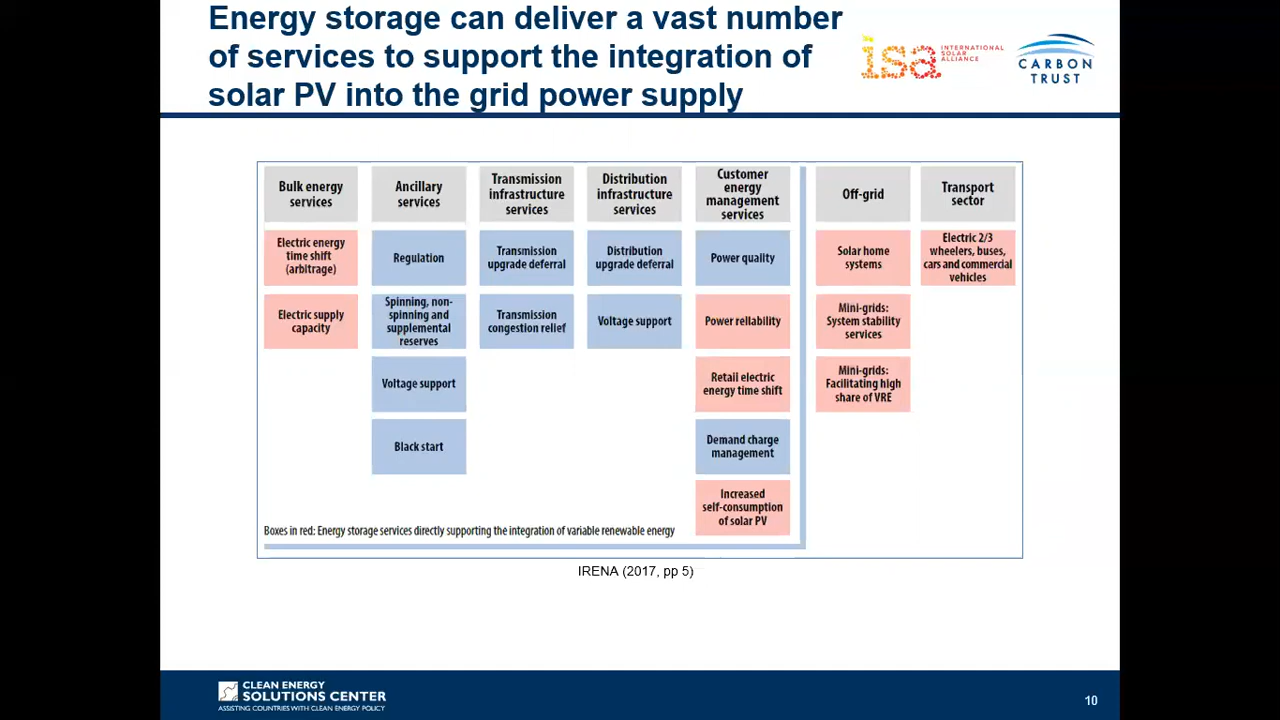 Energy storage can deliver a vast number
of services to support the integration of
solar PV into the grid power supply
isa INTERNATIONAL
SOLAR
ALLIANCE
CARBON
TRUST
Bulk energy
services
Electric energy
time shift
(arbitrage)
Electric supply
capacity
Ancillary
services
Regulation
Spinning, non-
spinning and
supplemental
reserves
Voltage support
Black start
Transmission
infrastructure
services
Transmission
upgrade deferral
Transmission
congestion relief
Distribution
infrastructure
services
Distribution
upgrade deferral
Voltage support
Customer
energy
management
services
Power quality
Power reliability
Retail electric
energy time shift
Demand charge
management
Increased
self-consumption
of solar PV
Off-grid
Solar home
systems
Mini-grids:
System stability
services
Mini-grids:
Facilitating high
share of VRE
Transport
sector
Electric 2/3
wheelers, buses,
cars and commercial
vehicles
Boxes in red: Energy storage services directly supporting the integration of variable renewable energy
IRENA (2017, pp 5)
CLEAN ENERGY
SOLUTIONS CENTER
ASSISTING COUNTRIES WITH CLEAN ENERGY POLICY
10